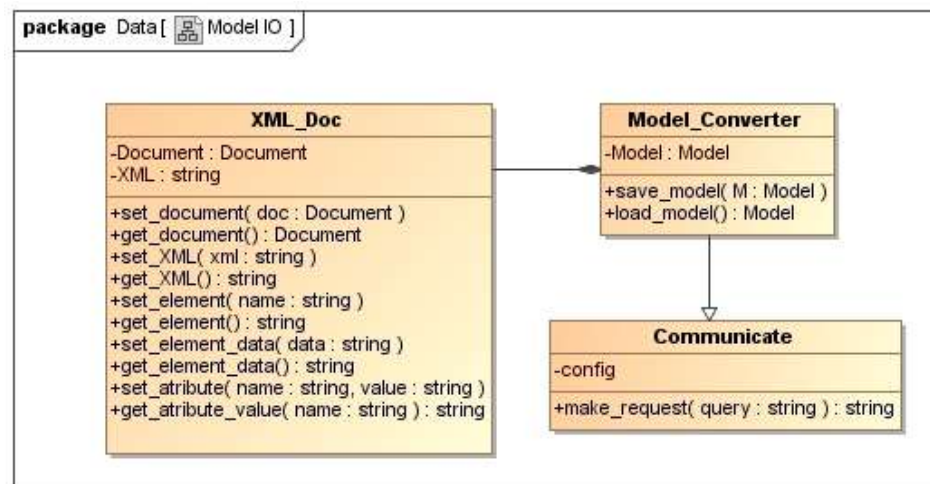 package Data [ Model IO ]
XML_Doc
-Document : Document
-XML : string
+set_document( doc : Document )
+get_document() : Document
+set_XML( xml : string )
+get_XML() : string
+set_element( name : string )
+get_element() : string
+set_element_data( data : string )
+get_element_data() : string
+set_atribute( name : string, value : string )
+get_atribute_value( name : string ) : string
Model_Converter
-Model : Model
+save_model( M : Model )
+load_model() : Model
Communicate
-config
+make_request( query : string ) : string